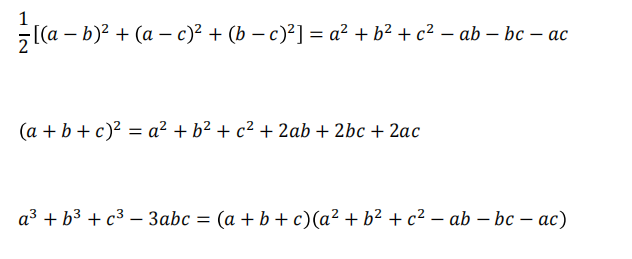 1/2 [(a − b)² + (a − c)² + (b − c)²] = a² + b² + c² − ab − bc − ac
(a + b + c)² = a² + b² + c² + 2ab + 2bc + 2ac
a³ + b³ + c³ − 3abc = (a + b + c)(a² + b² + c² − ab − bc − ac)